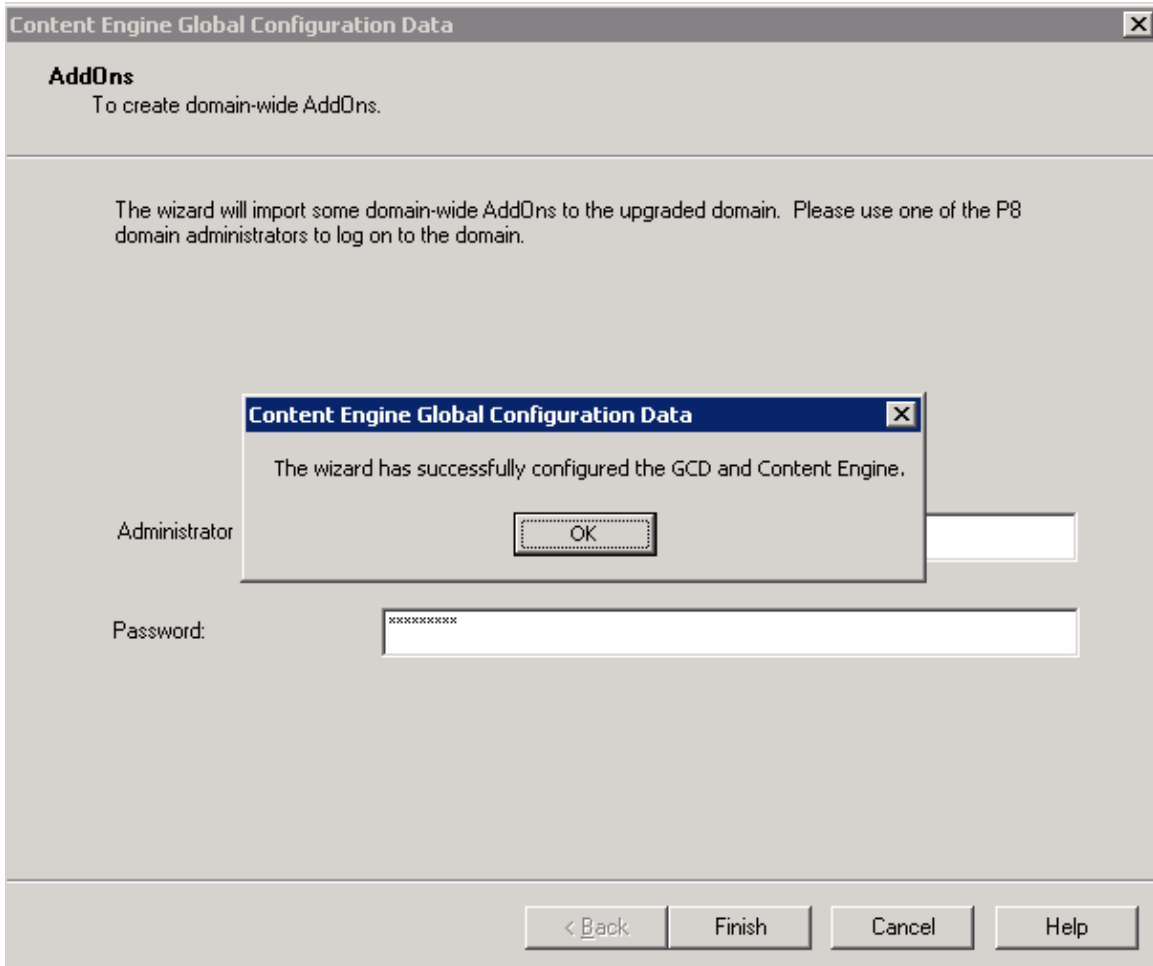 Content Engine Global Configuration Data
AddOns
To create domain-wide AddOns.
The wizard will import some domain-wide AddOns to the upgraded domain. Please use one of the P8
domain administrators to log on to the domain.
Content Engine Global Configuration Data
The wizard has successfully configured the GCD and Content Engine.
OK
Administrator
Password:
*********
< Back
Finish
Cancel
Help